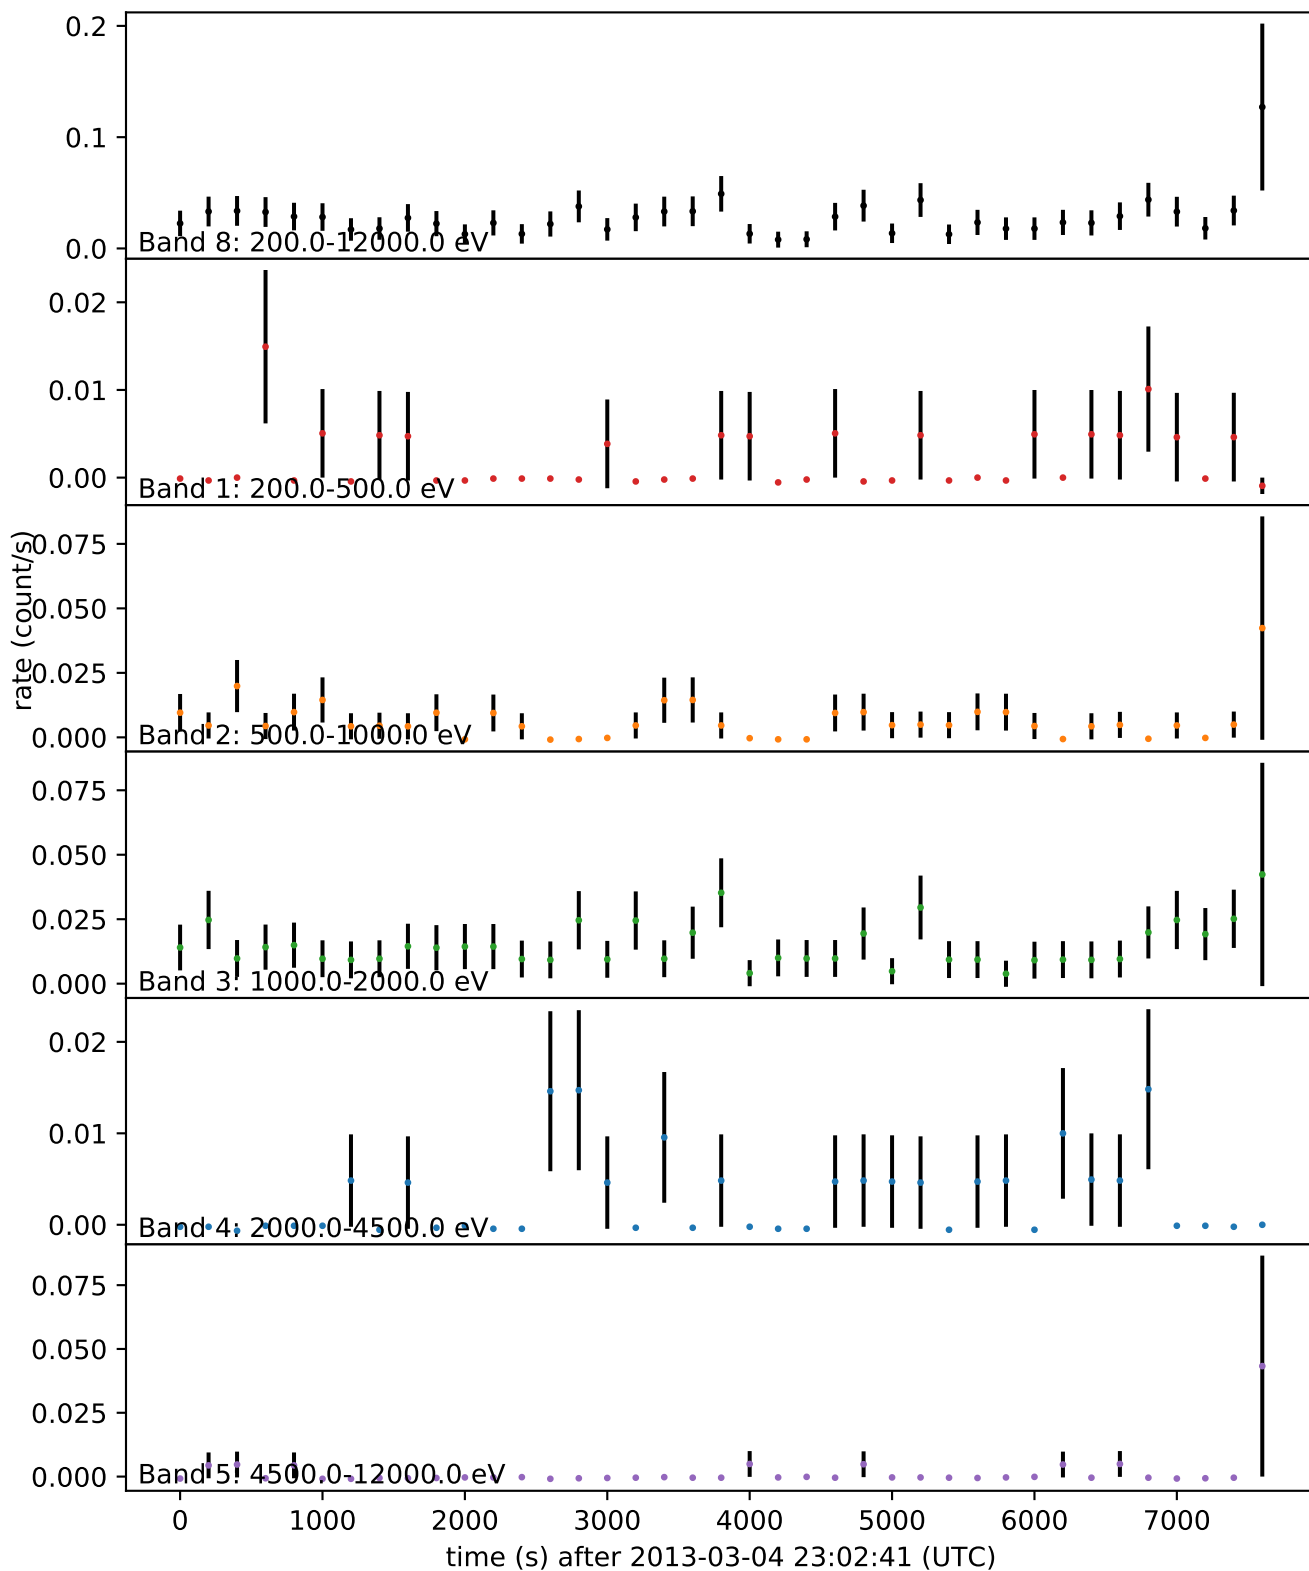 0.2
0.1
0.0
Band 8: 200.0-12000.0 eV
0.02
0.01
0.00
Band 1: 200.0-500.0 eV
rate (count/s)
0.075
0.050
0.025
0.000
Band 2: 500.0-1000.0 eV
0.075
0.050
0.025
0.000
Band 3: 1000.0-2000.0 eV
0.02
0.01
0.00
Band 4: 2000.0-4500.0 eV
0.075
0.050
0.025
0.000
Band 5: 4500.0-12000.0 eV
0 1000 2000 3000 4000 5000 6000 7000
time (s) after 2013-03-04 23:02:41 (UTC)